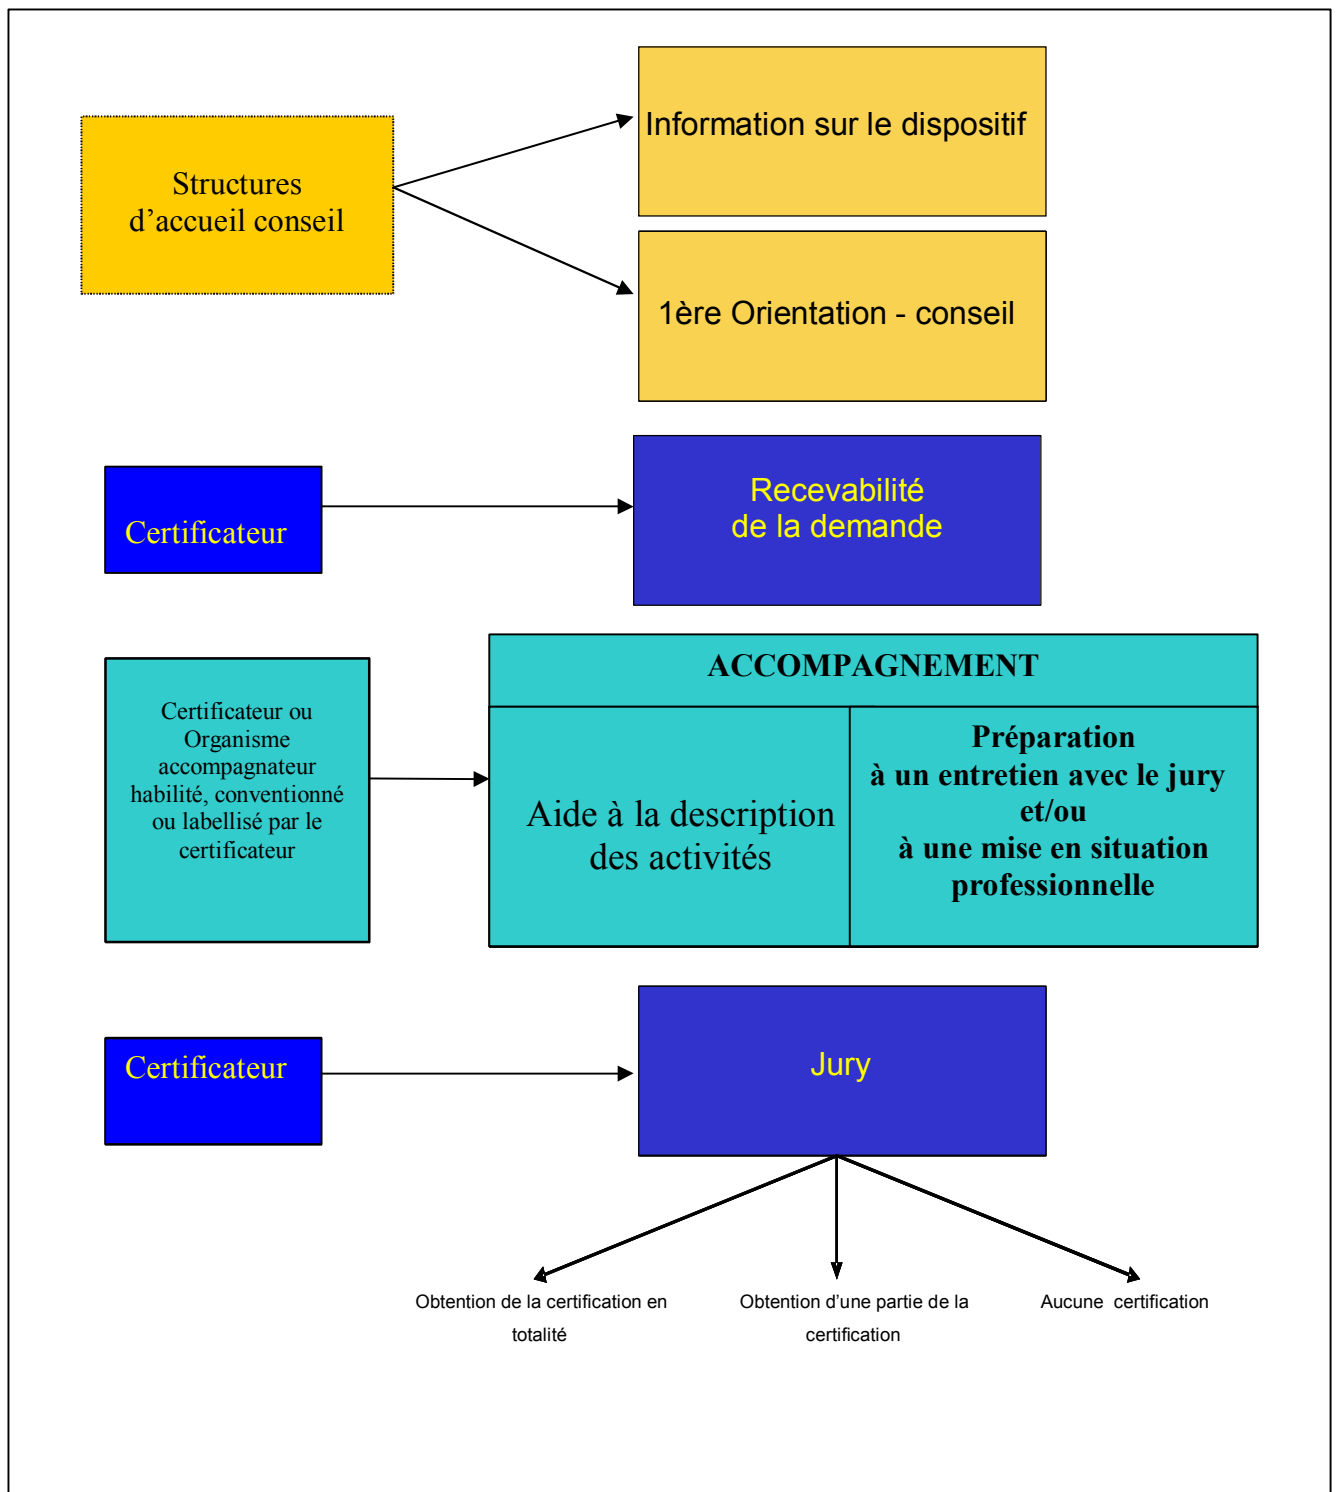 Structures
d’accueil conseil
Information sur le dispositif
1ère Orientation - conseil
Certificateur
Recevabilité
de la demande
Certificateur ou
Organisme
accompagnateur
habilité, conventionné
ou labellisé par le
certificateur
ACCOMPAGNEMENT
Aide à la description
des activités
Préparation
à un entretien avec le jury
et/ou
à une mise en situation
professionnelle
Certificateur
Jury
Obtention de la certification en
totalité
Obtention d’une partie de la
certification
Aucune certification